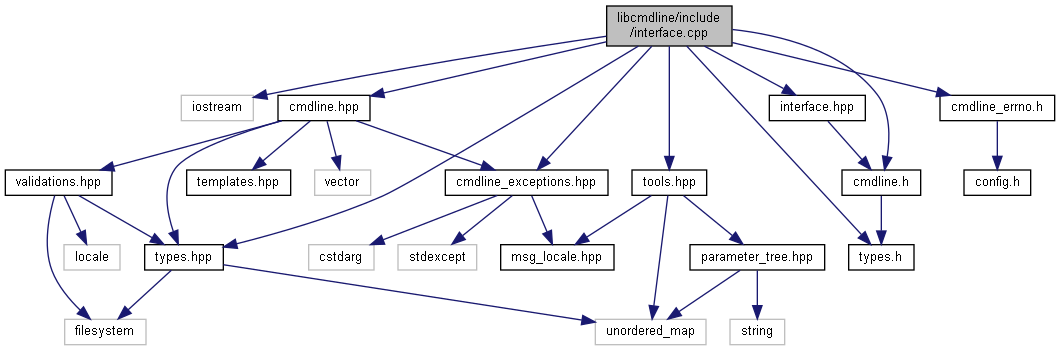 libcmdline/include
/interface.cpp
iostream
cmdline.hpp
interface.hpp
cmdline_errno.h
validations.hpp
templates.hpp
vector
cmdline_exceptions.hpp
tools.hpp
cmdline.h
config.h
locale
types.hpp
cstdarg
stdexcept
msg_locale.hpp
parameter_tree.hpp
types.h
filesystem
unordered_map
string